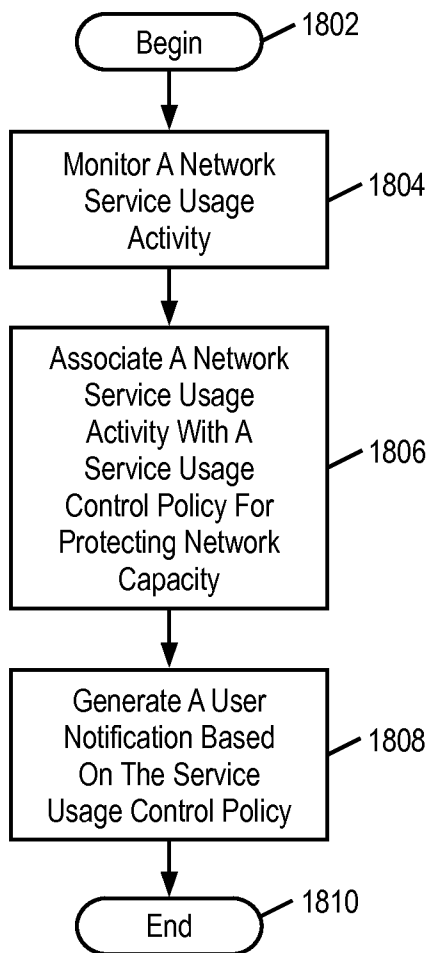 Begin
1802
Monitor A Network
Service Usage
Activity
1804
Associate A Network
Service Usage
Activity With A
Service Usage
Control Policy For
Protecting Network
Capacity
1806
Generate A User
Notification Based
On The Service
Usage Control Policy
1808
End
1810